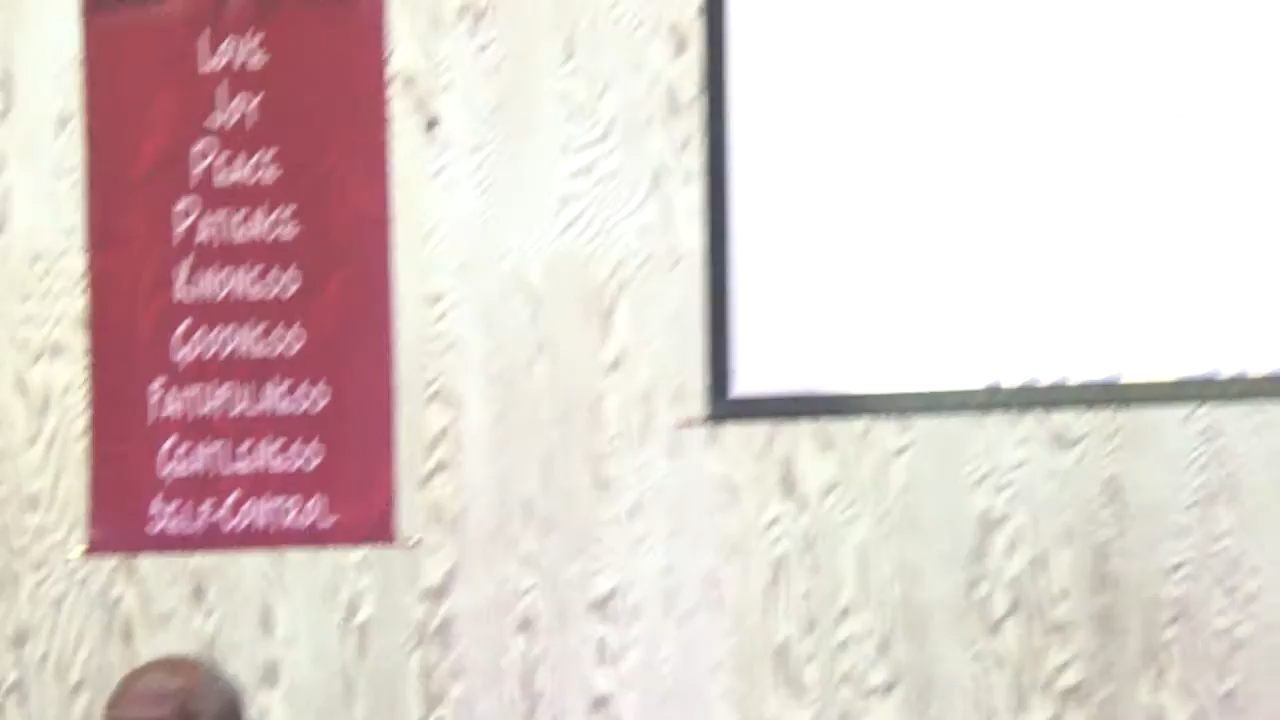 Love
Joy
Peace
Patience
Kindness
Goodness
Faithfulness
Gentleness
Self-Control